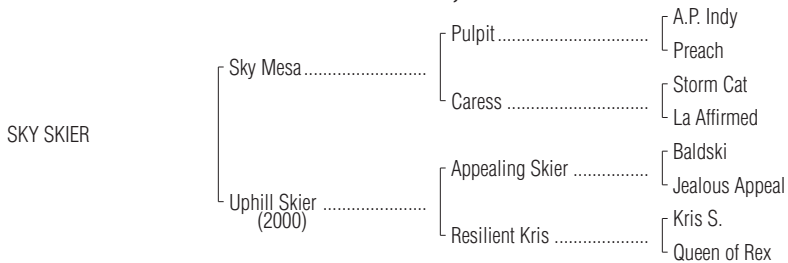 A.P. Indy
Pulpit..............................
Preach
Sky Mesa.........................
Storm Cat
Caress ............................
La Affirmed
SKY SKIER
Baldski
Appealing Skier ...............
Jealous Appeal
Uphill Skier .....................
(2000)
Kris S.
Resilient Kris ...................
Queen of Rex